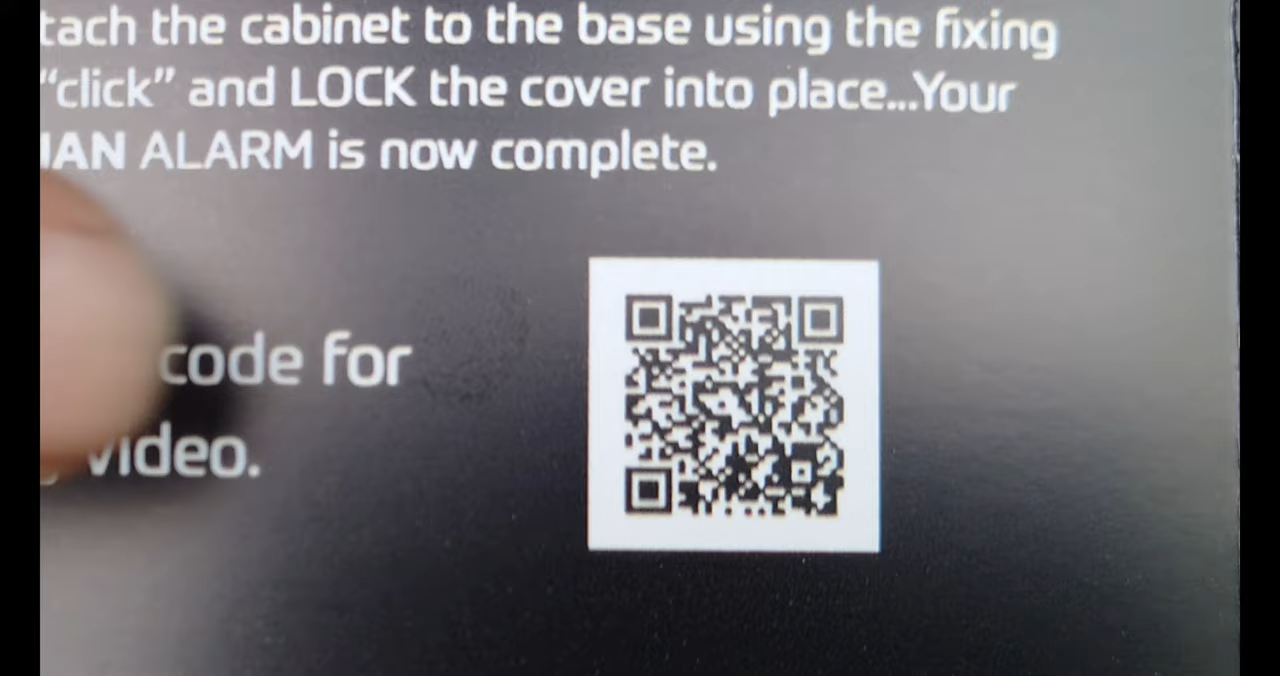 tach the cabinet to the base using the fixing
"click" and LOCK the cover into place...Your
IAN ALARM is now complete.
code for
video.